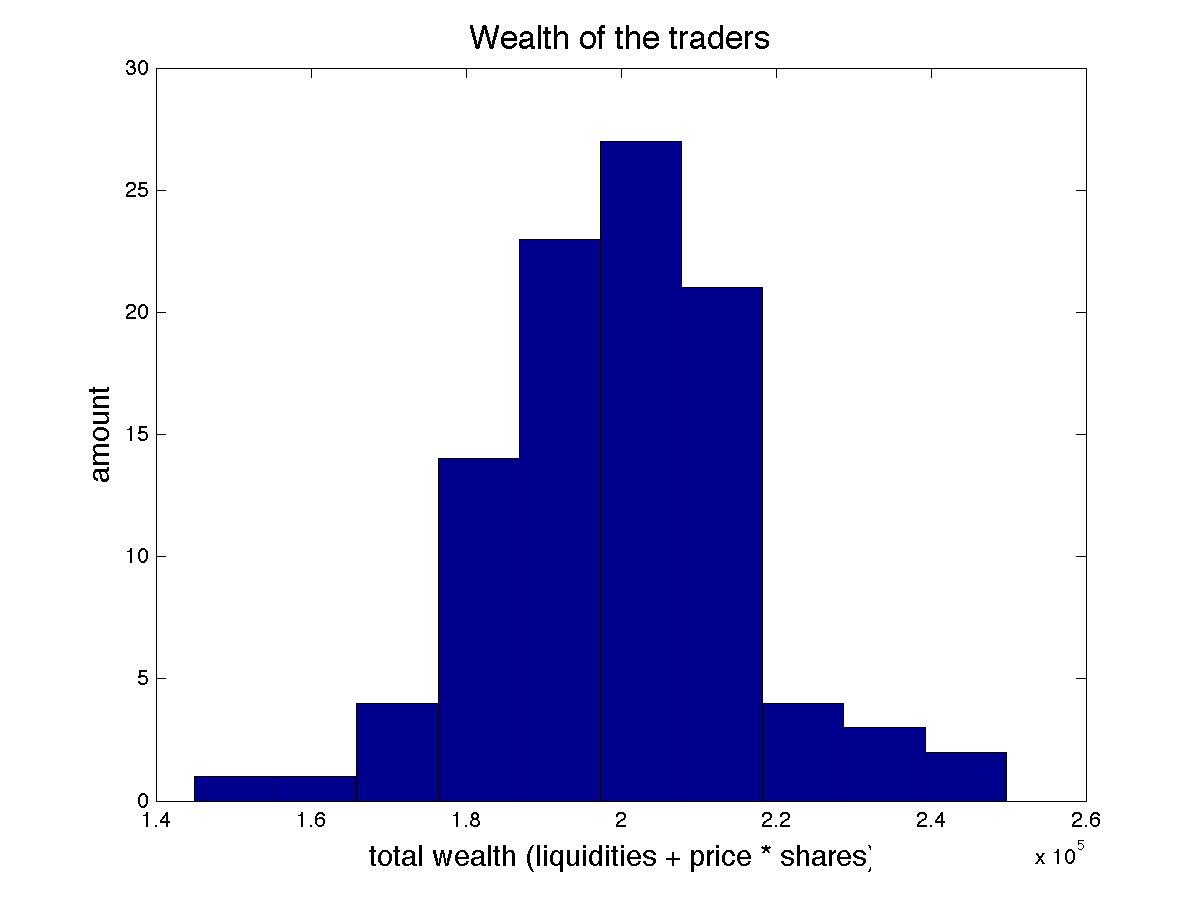 Wealth of the traders
30
25
20
15
10
5
0
amount
1.4 1.6 1.8 2 2.2 2.4 2.6
x 10^5
total wealth (liquidities + price * shares)